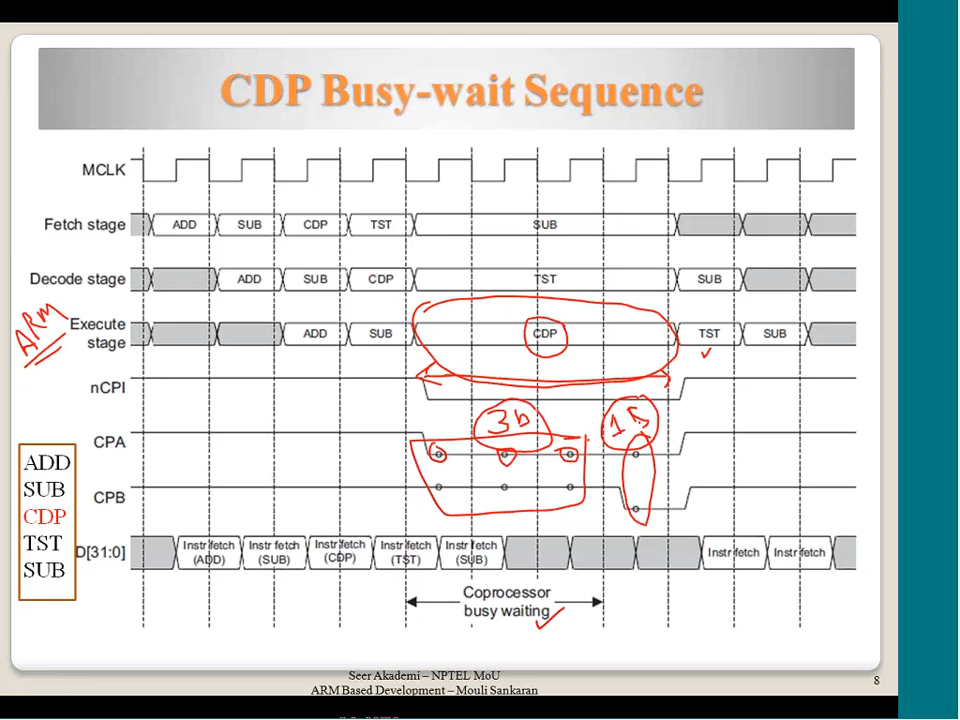 CDP Busy-wait Sequence
MCLK
Fetch stage ADD SUB CDP TST SUB
Decode stage ADD SUB CDP TST SUB
ARM
Execute stage ADD SUB CDP TST SUB
nCPI
3b
1S
CPA
CPB
ADD
SUB
CDP
TST
SUB
D[31:0]
Instr fetch (ADD)
Instr fetch (SUB)
Instr fetch (CDP)
Instr fetch (TST)
Instr fetch (SUB)
Instr fetch
Instr fetch
Coprocessor
busy waiting
Seer Akademi – NPTEL MoU
ARM Based Development – Mouli Sankaran
8